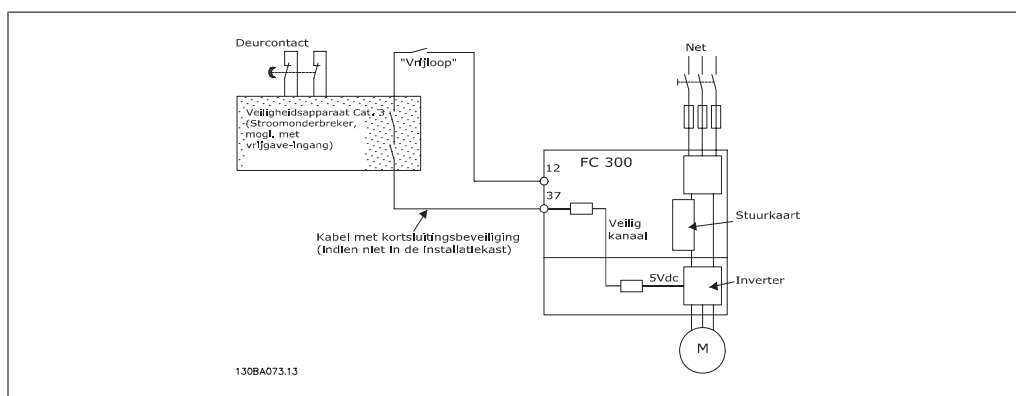 Deurcontact
"Vrijloop"
Net
Veiligheidsapparaat Cat. 3
(Stroomonderbreker,
mogl. met
vrijgave-ingang)
FC 300
12
37
Veilig
kanaal
Stuurkaart
Kabel met kortsluitingsbeveiliging
(Indien niet in de installatiekast)
5Vdc
Inverter
M
130BA073.13